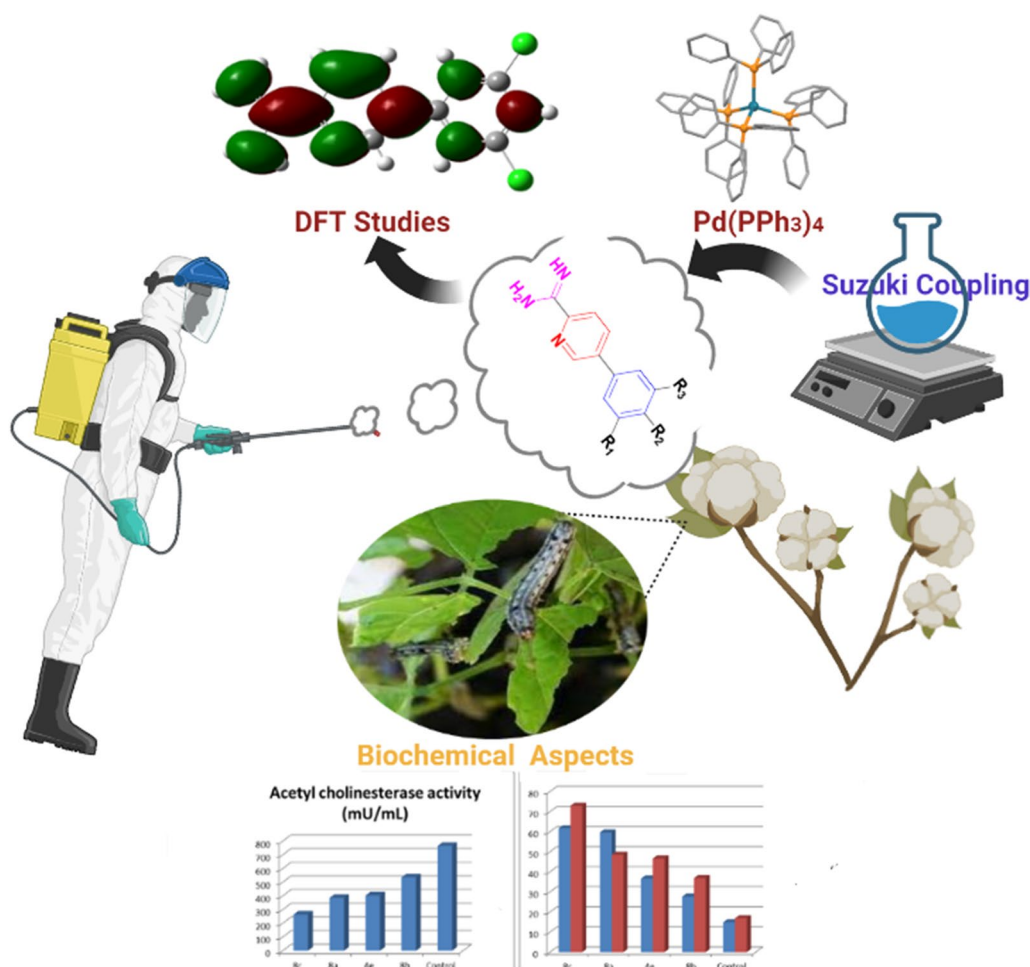 DFT Studies
Pd(PPh₃)₄
Suzuki Coupling
HN
H₂N
N
R₃
R₂
R₁
Biochemical Aspects
Acetyl cholinesterase activity
(mU/mL)
800
700
600
500
400
300
200
100
0
Control
80
70
60
50
40
30
20
10
0
Control